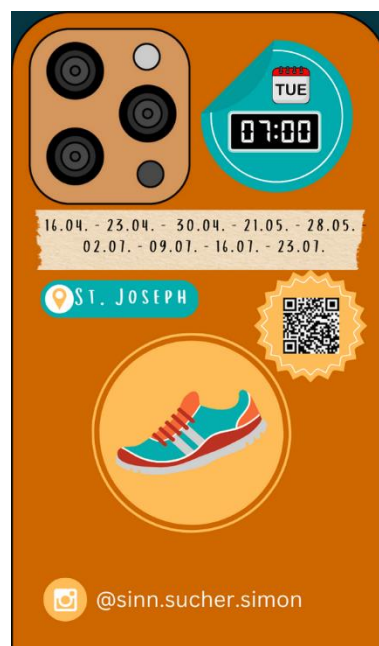 TUE
07:00
16.04. - 23.04. - 30.04. - 21.05. - 28.05. -
02.07. - 09.07. - 16.07. - 23.07.
ST. JOSEPH
@sinn.sucher.simon